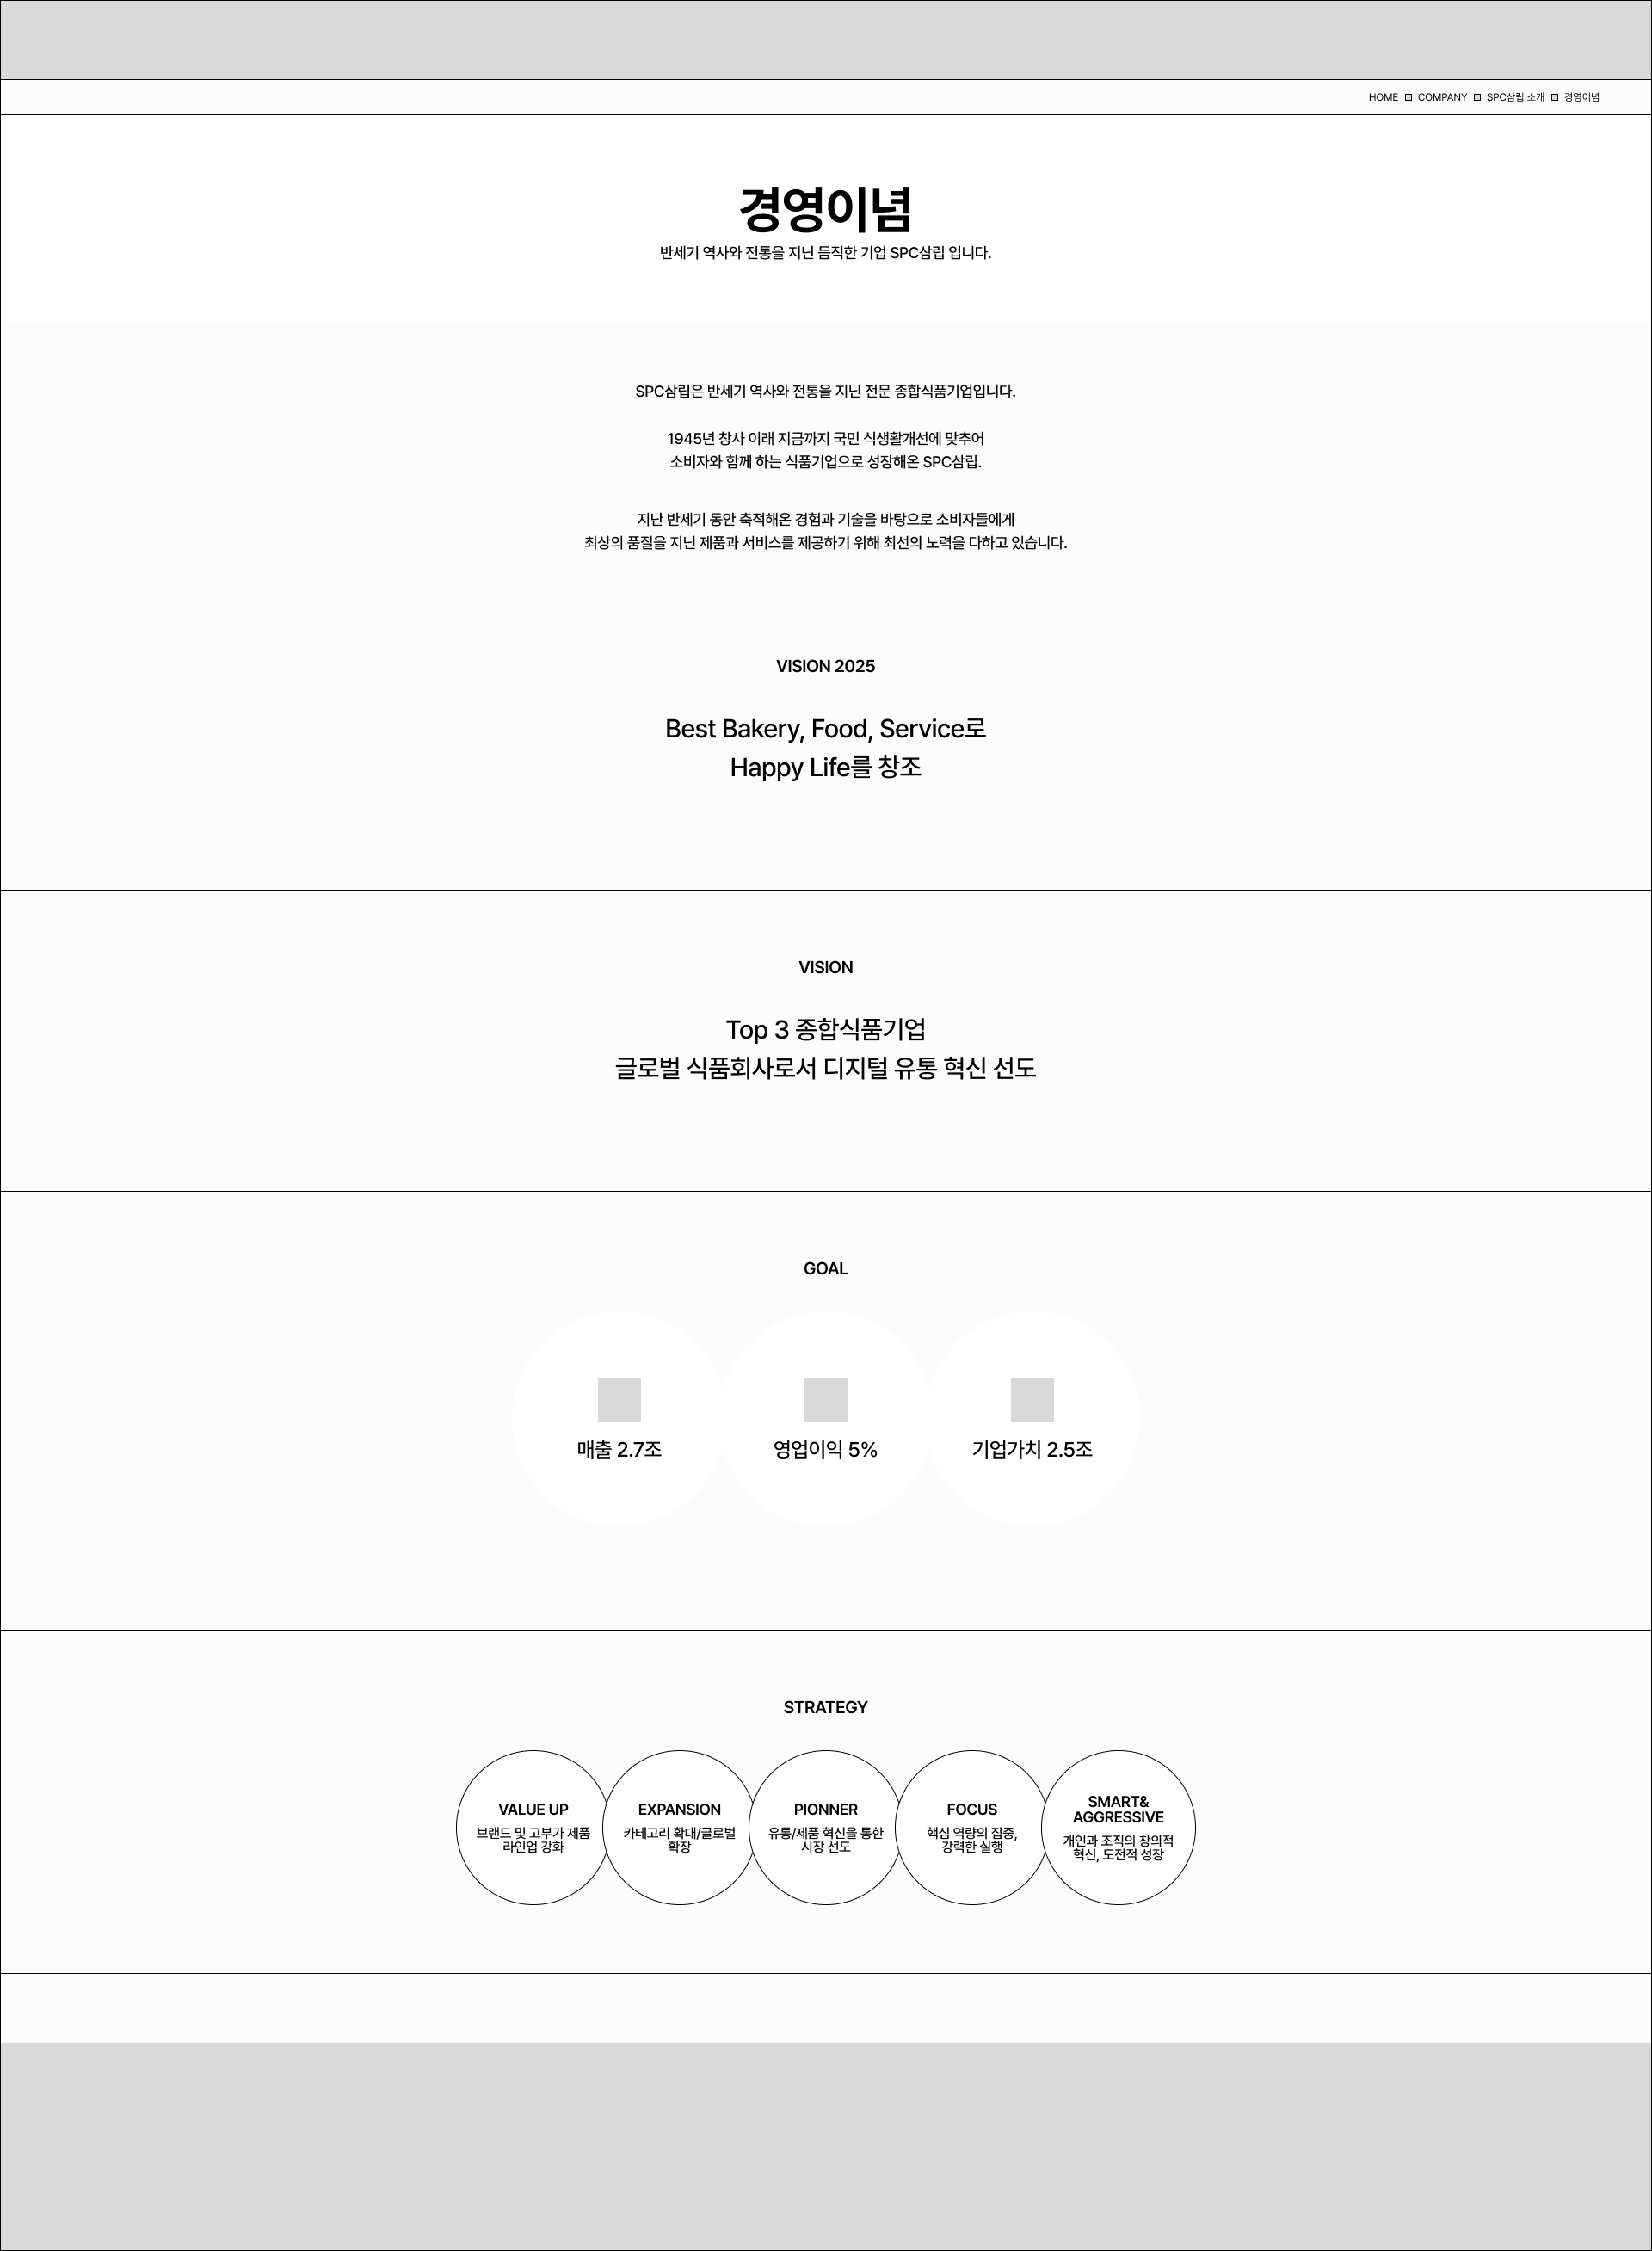 HOME COMPANY SPC삼립 소개 경영이념
경영이념
반세기 역사와 전통을 지닌 듬직한 기업 SPC삼립 입니다.
SPC삼립은 반세기 역사와 전통을 지닌 전문 종합식품기업입니다.
1945년 창사 이래 지금까지 국민 식생활개선에 맞추어
소비자와 함께 하는 식품기업으로 성장해온 SPC삼립.
지난 반세기 동안 축적해온 경험과 기술을 바탕으로 소비자들에게
최상의 품질을 지닌 제품과 서비스를 제공하기 위해 최선의 노력을 다하고 있습니다.
VISION 2025
Best Bakery, Food, Service로
Happy Life를 창조
VISION
Top 3 종합식품기업
글로벌 식품회사로서 디지털 유통 혁신 선도
GOAL
매출 2.7조
영업이익 5%
기업가치 2.5조
STRATEGY
VALUE UP
브랜드 및 고부가 제품
라인업 강화
EXPANSION
카테고리 확대/글로벌
확장
PIONNER
유통/제품 혁신을 통한
시장 선도
FOCUS
핵심 역량의 집중,
강력한 실행
SMART&
AGGRESSIVE
개인과 조직의 창의적
혁신, 도전적 성장